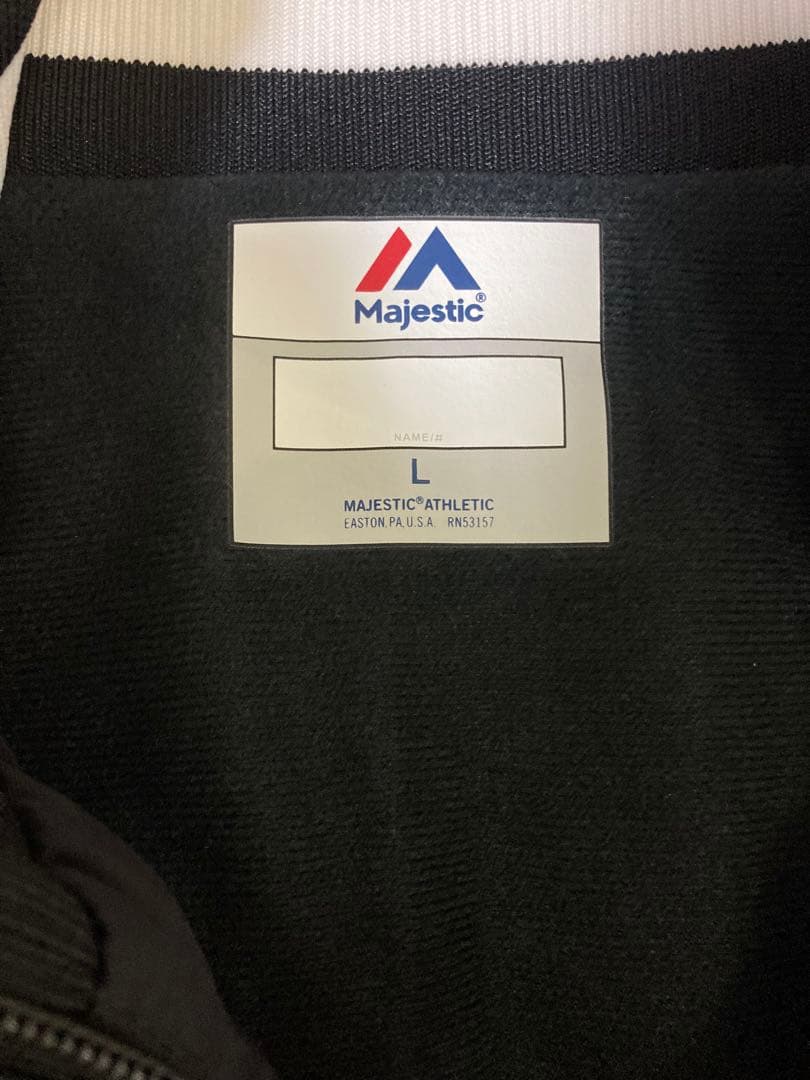 Majestic®
NAME/#
L
MAJESTIC®ATHLETIC
EASTON, PA, U.S.A. RN53157